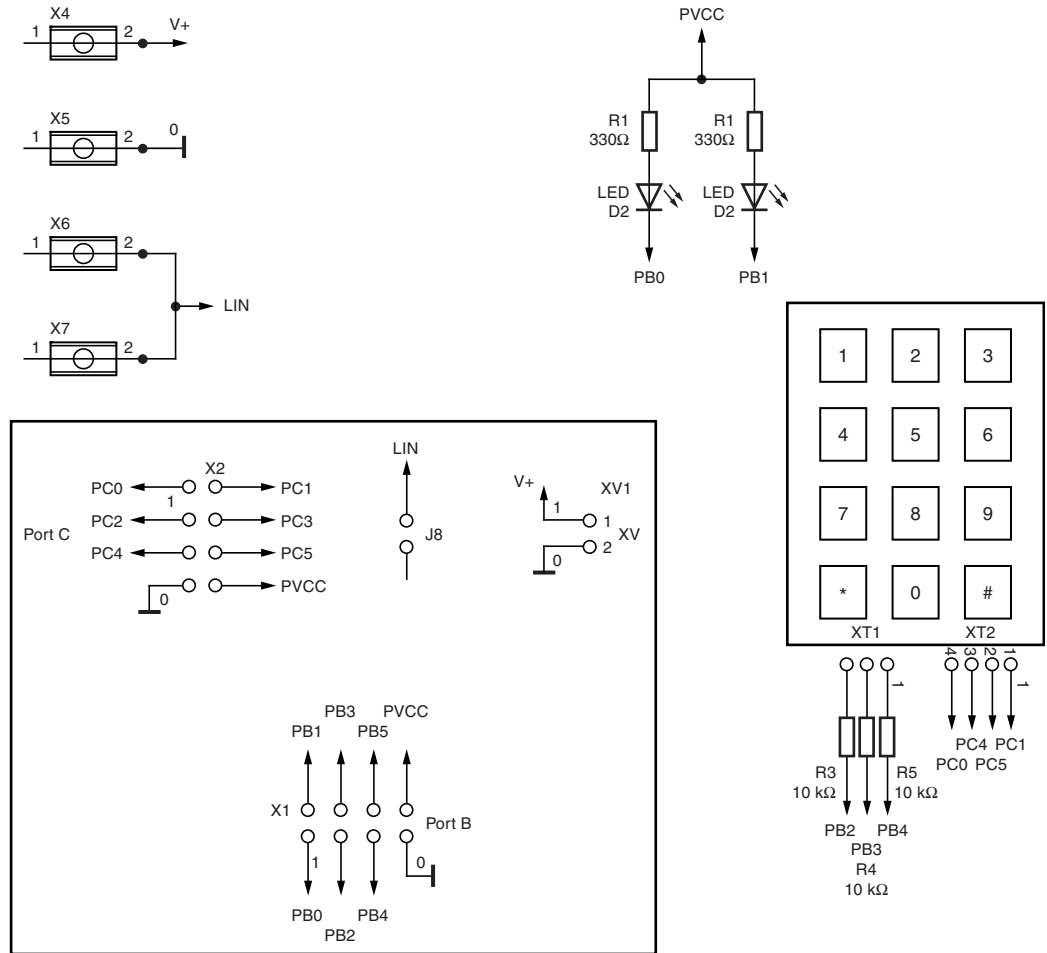 X4
1 2 V+
X5
1 2 0
X6
1 2
LIN
X7
1 2
PVCC
R1
330Ω
R1
330Ω
LED
D2
LED
D2
PB0 PB1
1 2 3
4 5 6
7 8 9
* 0 #
XT1 XT2
4 3 2 1
1 1
PC4 PC1
PC0 PC5
R3
10 kΩ
R5
10 kΩ
PB2 PB4
PB3
R4
10 kΩ
LIN
X2
PC0 PC1
1
PC2 PC3
Port C
PC4 PC5
0 PVCC
J8
V+ XV1
1 1
XV
2
0
PB3 PVCC
PB1 PB5
X1
Port B
1 0
PB0 PB4
PB2